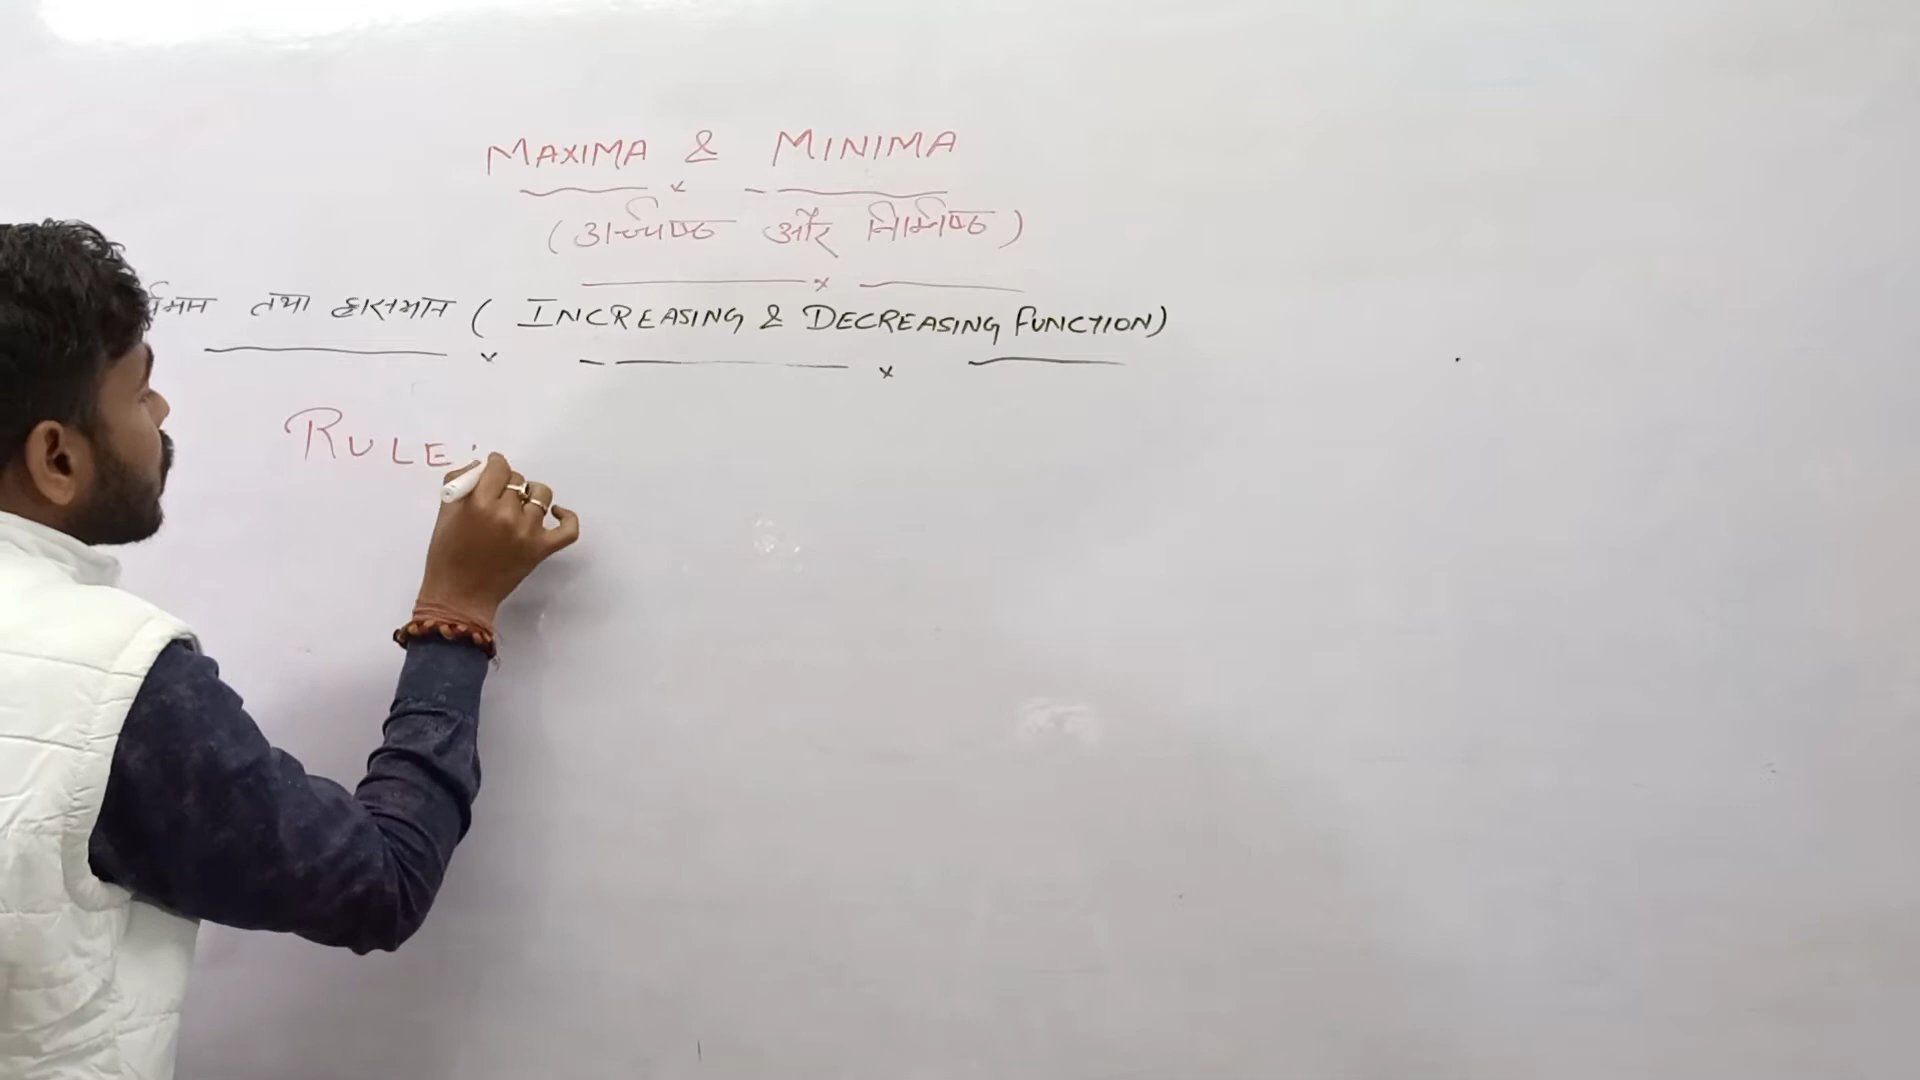 MAXIMA & MINIMA
(उच्चिष्ठ और निम्निष्ठ)
तथा ह्रासमान ( INCREASING & DECREASING FUNCTION)
RULE: